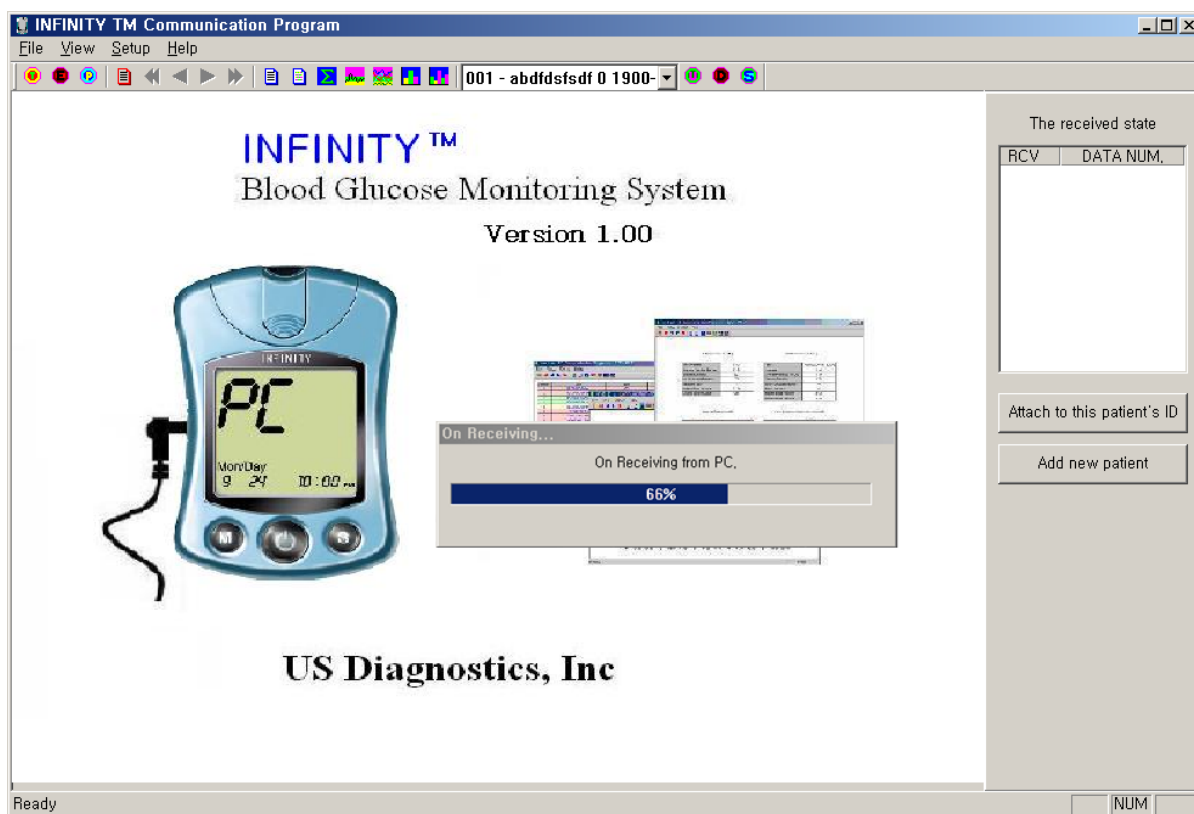 INFINITY TM Communication Program
File View Setup Help
001 - abdfdsfsdf 0 1900-
The received state
RCV DATA NUM,
INFINITY™
Blood Glucose Monitoring System
Version 1.00
INFINITY
PC
Mon/Day
9 24 10:00 PM
M
S
On Receiving...
On Receiving from PC,
66%
Attach to this patient's ID
Add new patient
US Diagnostics, Inc
Ready
NUM